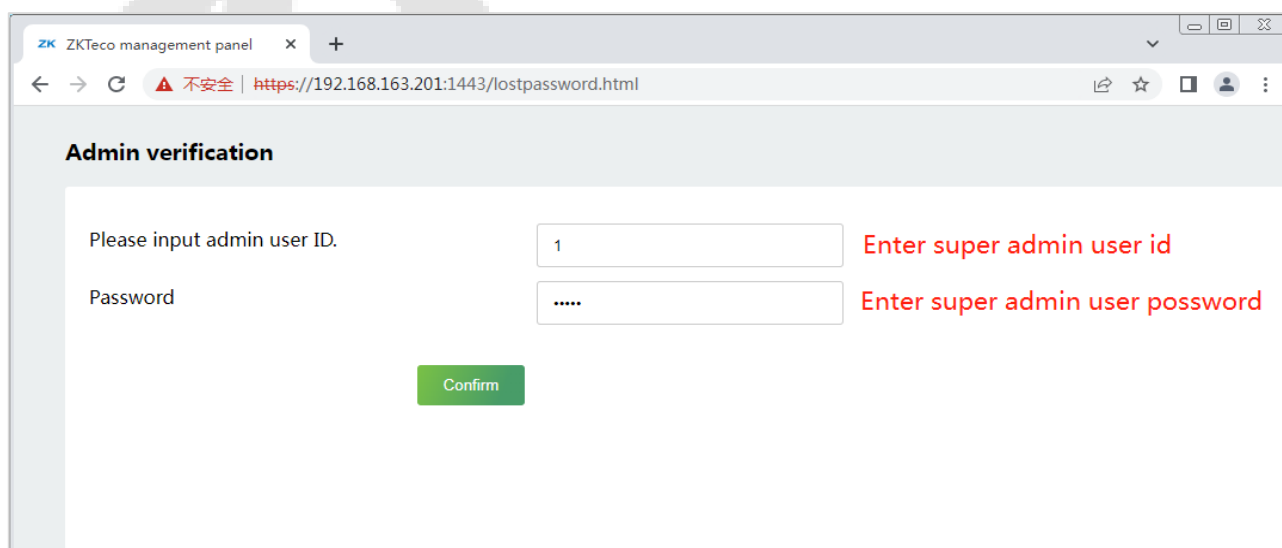 ZK ZKTeco management panel
不安全 https://192.168.163.201:1443/lostpassword.html
Admin verification
Please input admin user ID. 1 Enter super admin user id
Password ••••• Enter super admin user possword
Confirm